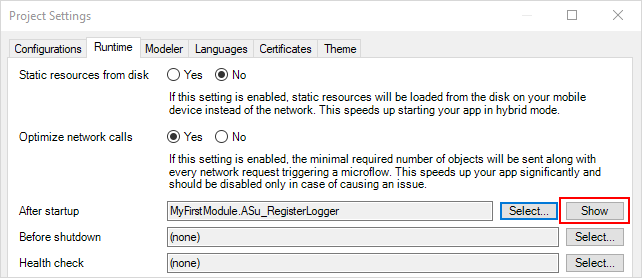 Project Settings
Configurations Runtime Modeler Languages Certificates Theme
Static resources from disk Yes No
If this setting is enabled, static resources will be loaded from the disk on your mobile
device instead of the network. This speeds up starting your app in hybrid mode.
Optimize network calls Yes No
If this setting is enabled, the minimal required number of objects will be sent along with
every network request triggering a microflow. This speeds up your app significantly and
should be disabled only in case of causing an issue.
After startup MyFirstModule.ASu_RegisterLogger Select... Show
Before shutdown (none) Select...
Health check (none) Select...